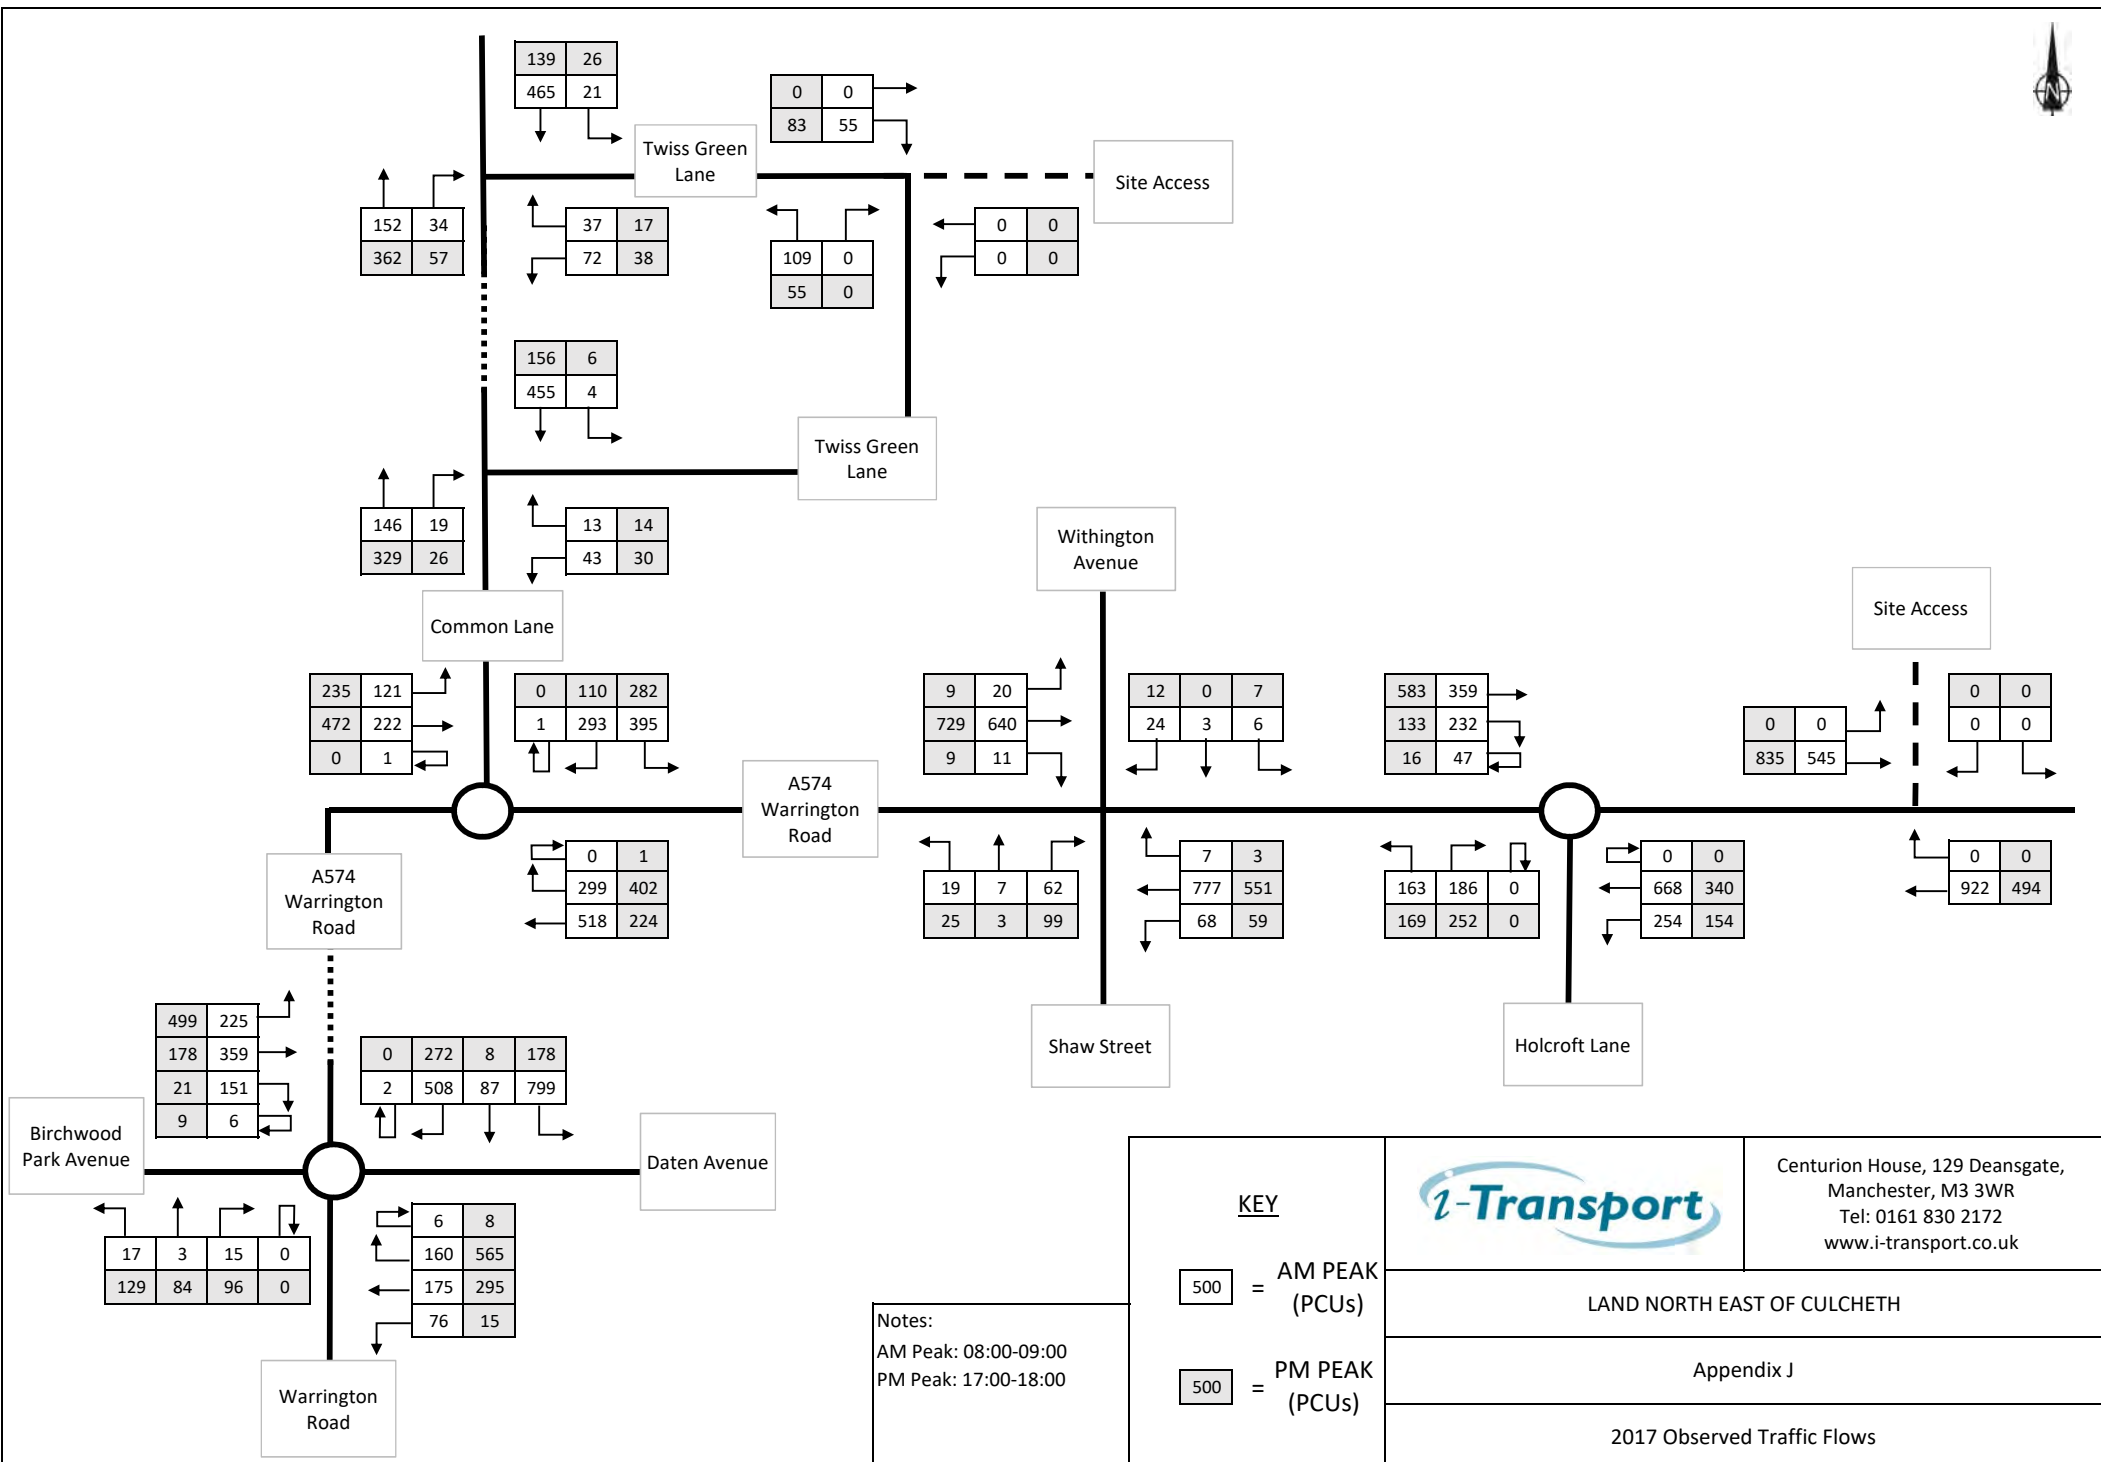 139 26
465 21
0 0
83 55
N
Twiss Green
Lane
Site Access
152 34
362 57
37 17
72 38
109 0
55 0
0 0
0 0
156 6
455 4
Twiss Green
Lane
146 19
329 26
13 14
43 30
Withington
Avenue
Site Access
Common Lane
235 121
472 222
0 1
0 110 282
1 293 395
9 20
729 640
9 11
12 0 7
24 3 6
583 359
133 232
16 47
0 0
835 545
0 0
0 0
A574
Warrington
Road
A574
Warrington
Road
0 1
299 402
518 224
19 7 62
25 3 99
7 3
777 551
68 59
163 186 0
169 252 0
0 0
668 340
254 154
0 0
922 494
Shaw Street
Holcroft Lane
499 225
178 359
21 151
9 6
0 272 8 178
2 508 87 799
Birchwood
Park Avenue
Daten Avenue
17 3 15 0
129 84 96 0
6 8
160 565
175 295
76 15
Warrington
Road
Notes:
AM Peak: 08:00-09:00
PM Peak: 17:00-18:00
KEY
500 = AM PEAK
(PCUs)
500 = PM PEAK
(PCUs)
i-Transport
Centurion House, 129 Deansgate,
Manchester, M3 3WR
Tel: 0161 830 2172
www.i-transport.co.uk
LAND NORTH EAST OF CULCHETH
Appendix J
2017 Observed Traffic Flows